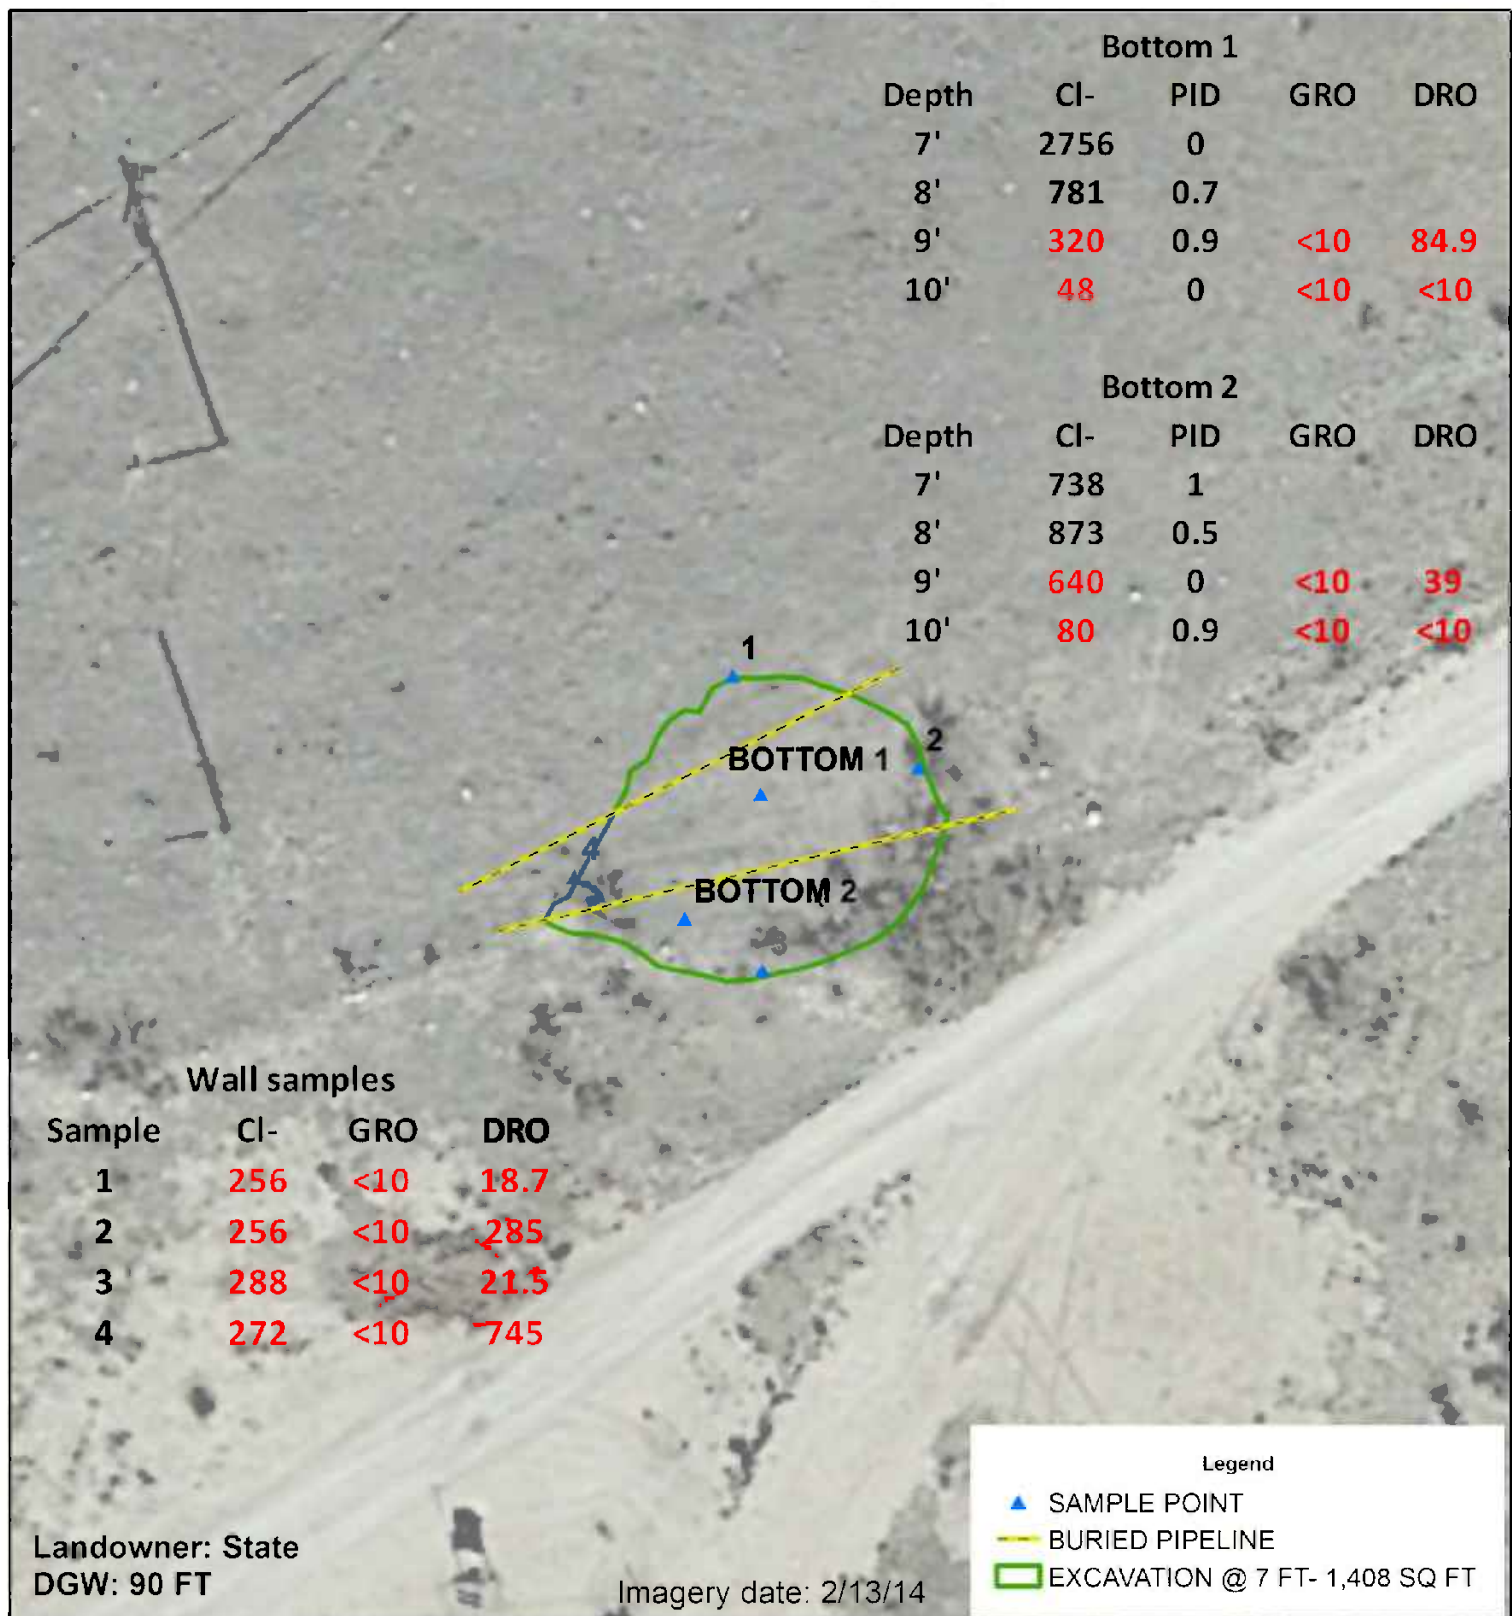 Bottom 1
Depth Cl- PID GRO DRO
7' 2756 0
8' 781 0.7
9' 320 0.9 <10 84.9
10' 48 0 <10 <10
Bottom 2
Depth Cl- PID GRO DRO
7' 738 1
8' 873 0.5
9' 640 0 <10 39
10' 80 0.9 <10 <10
1
2
BOTTOM 1
4
BOTTOM 2
3
Wall samples
Sample Cl- GRO DRO
1 256 <10 18.7
2 256 <10 285
3 288 <10 21.5
4 272 <10 745
Landowner: State
DGW: 90 FT
Imagery date: 2/13/14
Legend
SAMPLE POINT
BURIED PIPELINE
EXCAVATION @ 7 FT- 1,408 SQ FT